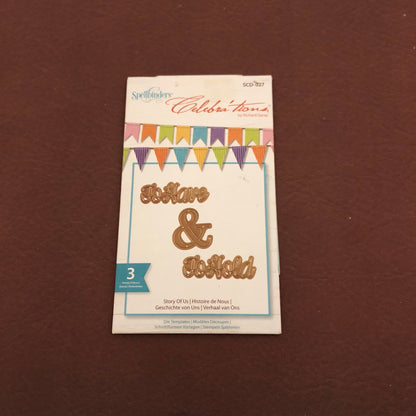 SCD-027
Spellbinders
Celebra'tions
by Richard Garay
To Have
&
To Hold
3
Story Of Us | Histoire de Nous |
Geschichte von Uns | Verhaal van Ons
Die Templates | Modèles Découpes |